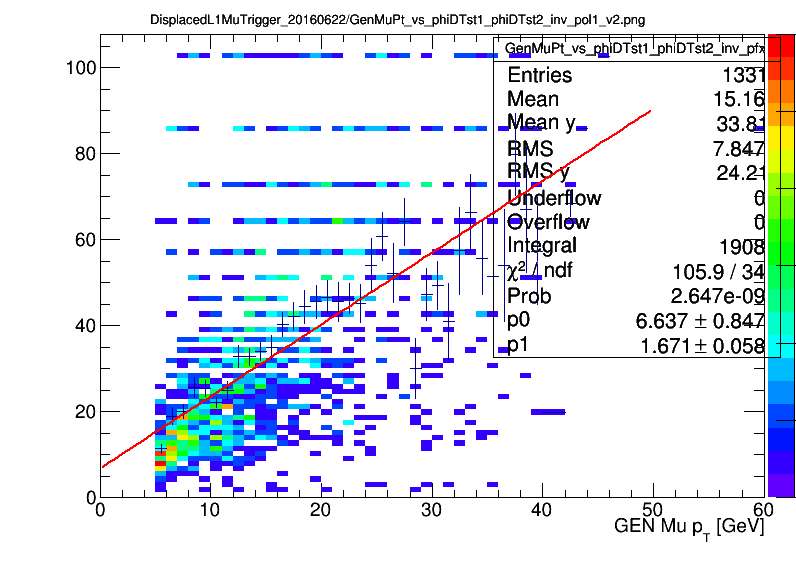 DisplacedL1MuTrigger_20160622/GenMuPt_vs_phiDTst1_phiDTst2_inv_pol1_v2.png
GenMuPt_vs_phiDTst1_phiDTst2_inv_pfx
Entries 1331
Mean 15.16
Mean y 33.81
RMS 7.847
RMS y 24.21
Underflow 0
Overflow 0
Integral 1908
χ² / ndf 105.9 / 34
Prob 2.647e-09
p0 6.637 ± 0.847
p1 1.671 ± 0.058
100
80
60
40
20
0
0 10 20 30 40 50 60
GEN Mu p_T [GeV]